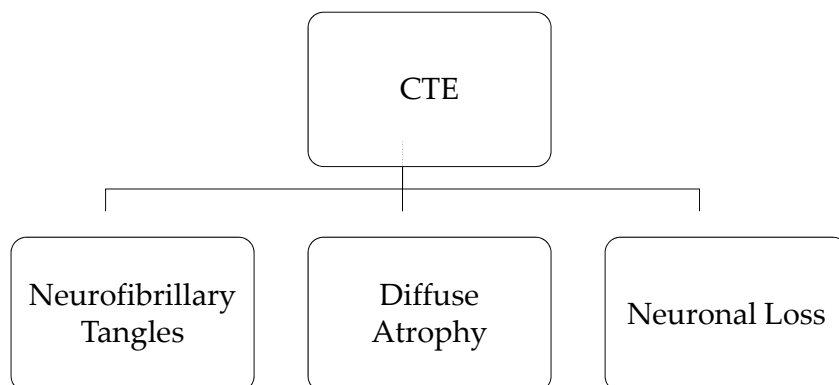 CTE
Neurofibrillary
Tangles
Diffuse
Atrophy
Neuronal Loss